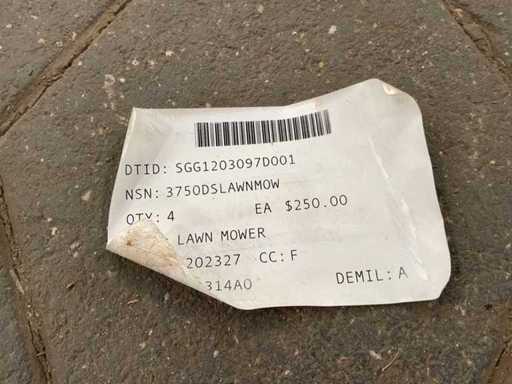 DTID: SGG1203097D001
NSN: 3750DSLAWNMOW
QTY: 4 EA $250.00
LAWN MOWER
202327 CC: F
314A0 DEMIL: A